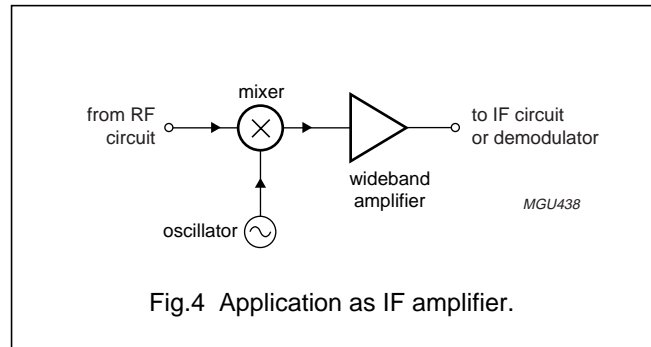 mixer
from RF
circuit
to IF circuit
or demodulator
wideband
amplifier
oscillator
MGU438
Fig.4 Application as IF amplifier.